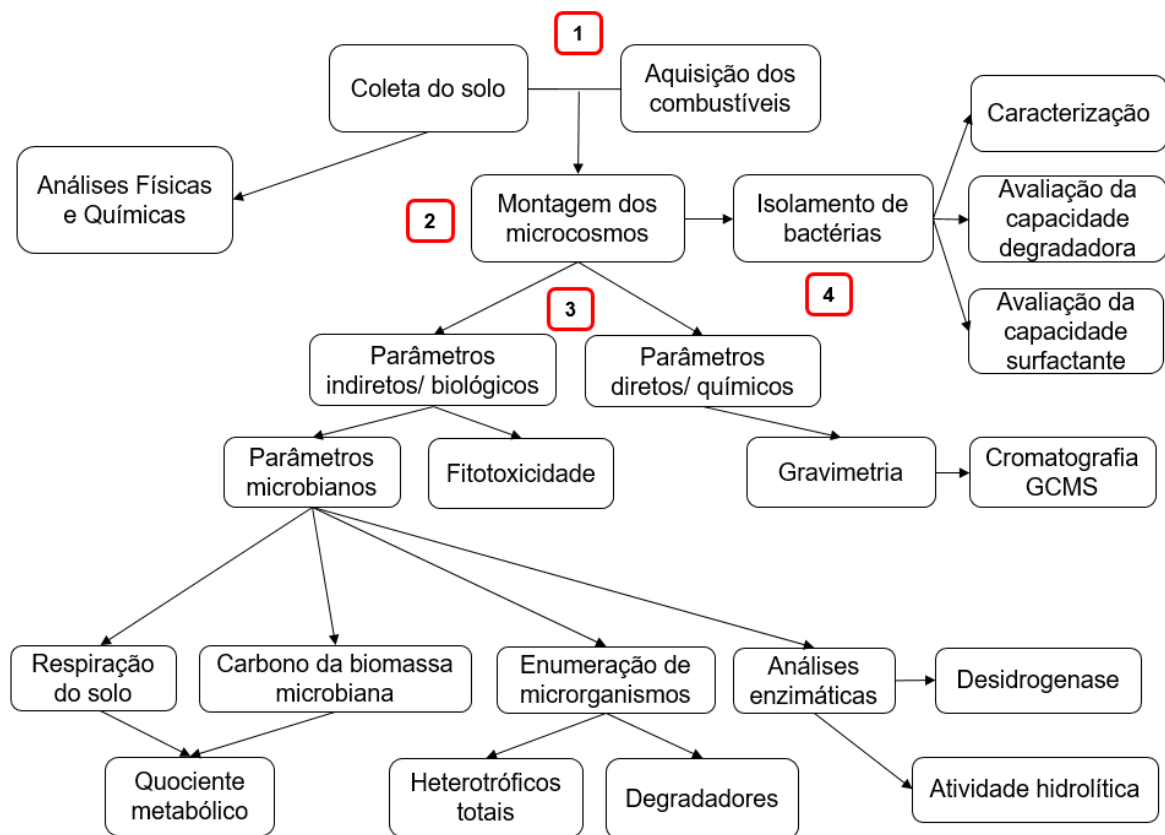 1
Coleta do solo
Aquisição dos
combustíveis
Caracterização
Análises Físicas
e Químicas
2
Montagem dos
microcosmos
Isolamento de
bactérias
Avaliação da
capacidade
degradadora
3
4
Avaliação da
capacidade
surfactante
Parâmetros
indiretos/ biológicos
Parâmetros
diretos/ químicos
Parâmetros
microbianos
Fitotoxicidade
Gravimetria
Cromatografia
GCMS
Respiração
do solo
Carbono da biomassa
microbiana
Enumeração de
microrganismos
Análises
enzimáticas
Desidrogenase
Quociente
metabólico
Heterotróficos
totais
Degradadores
Atividade hidrolítica